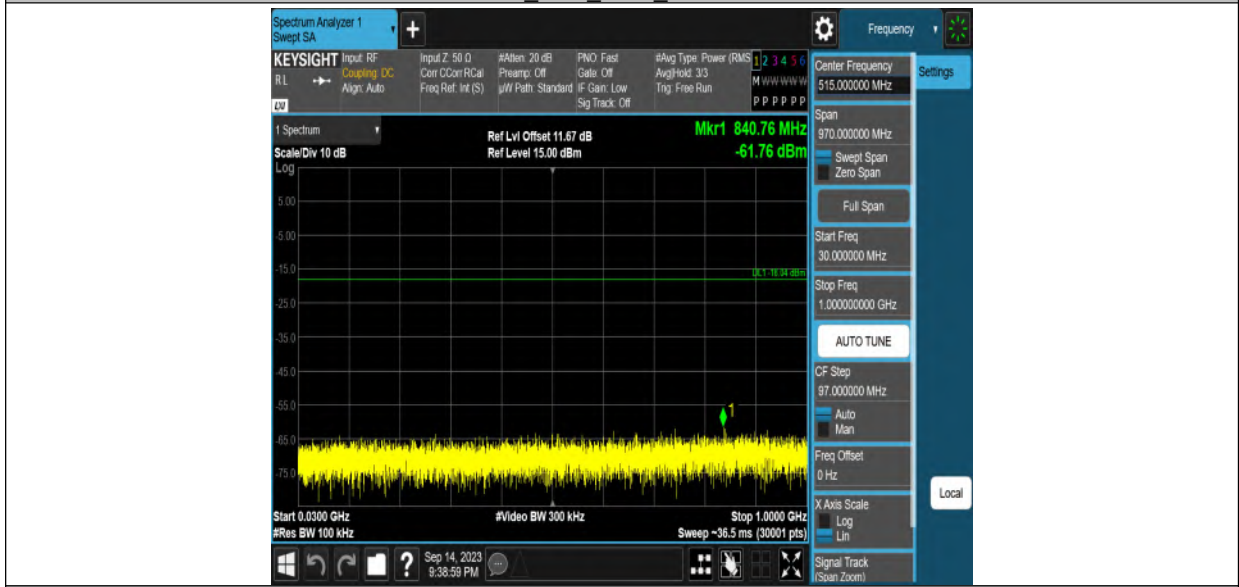 Spectrum Analyzer 1
Swept SA
Frequency
KEYSIGHT
RL
LXI
Input: RF
Coupling: DC
Align: Auto
Input Z: 50 Ω
Corr CCorr RCal
Freq Ref: Int (S)
#Atten: 20 dB
Preamp: Off
µW Path: Standard
PNO: Fast
Gate: Off
IF Gain: Low
Sig Track: Off
#Avg Type: Power (RMS
Avg|Hold: 3/3
Trig: Free Run
1 2 3 4 5 6
M W W W W W
P P P P P P
1 Spectrum
Scale/Div 10 dB
Log
Ref Lvl Offset 11.67 dB
Ref Level 15.00 dBm
Mkr1 840.76 MHz
-61.76 dBm
5.00
-5.00
-15.0
DL1 -18.04 dBm
-25.0
-35.0
-45.0
-55.0
1
-65.0
-75.0
Start 0.0300 GHz
#Res BW 100 kHz
#Video BW 300 kHz
Stop 1.0000 GHz
Sweep ~36.5 ms (30001 pts)
Sep 14, 2023
9:38:59 PM
Center Frequency
515.000000 MHz
Settings
Span
970.000000 MHz
Swept Span
Zero Span
Full Span
Start Freq
30.000000 MHz
Stop Freq
1.000000000 GHz
AUTO TUNE
CF Step
97.000000 MHz
Auto
Man
Freq Offset
0 Hz
X Axis Scale
Log
Lin
Local
Signal Track
(Span Zoom)